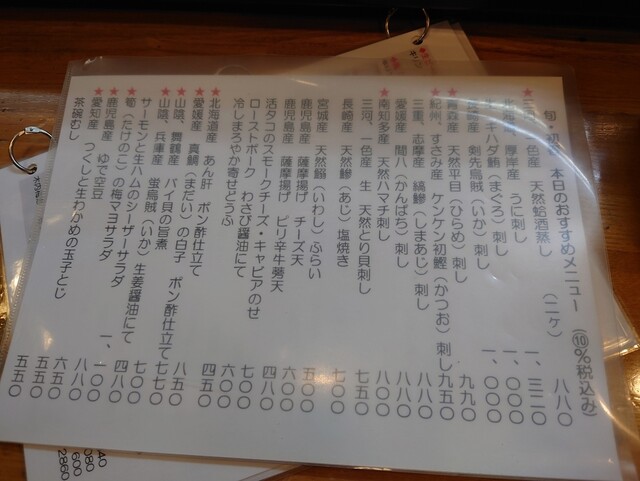 旬・初 本日のおすすめメニュー (⑩%税込み)
一色産 天然蛤酒蒸し (二ケ) 八八〇
厚岸産 うに刺し 一、三二〇
キハダ鮪(まぐろ)刺し 一、〇〇〇
剣先烏賊(いか)刺し 一、〇〇〇
★青森産 天然平目(ひらめ)刺し 九九〇
★紀州、すさみ産 ケンケン初鰹(かつお)刺し 九五〇
三重、志摩産 縞鯵(しまあじ)刺し 八八〇
愛媛産 間八(かんぱち)刺し 八八〇
★南知多産 天然ハマチ刺し 八〇〇
三河、一色産 生 天然とり貝刺し 七五〇
長崎産 天然鯵(あじ)塩焼き 七〇〇
宮城産 天然鰯(いわし)ふらい 五〇〇
鹿児島産 薩摩揚げ チーズ天 六〇〇
鹿児島産 薩摩揚げ ピリ辛牛蒡天 四八〇
活タコのスモークチーズ・キャビアのせ 七〇〇
ローストポーク わさび醤油にて 六〇〇
冷しまろやか寄せとうふ 四五〇
★北海道産 あん肝 ポン酢仕立て 八五〇
★愛媛産 真鯛(まだい)の白子 ポン酢仕立て 七七〇
山陰、舞鶴産 バイ貝の旨煮 七〇〇
★山陰、兵庫産 蛍烏賊(いか)生姜醤油にて 四八〇
サーモンと生ハムのシーザーサラダ 一、一〇〇
★筍(たけのこ)の梅マヨサラダ 八八〇
★鹿児島産 ゆで空豆 六五〇
★愛知産 つくしと生わかめの玉子とじ 五五〇
茶碗むし 五五〇
600
2860